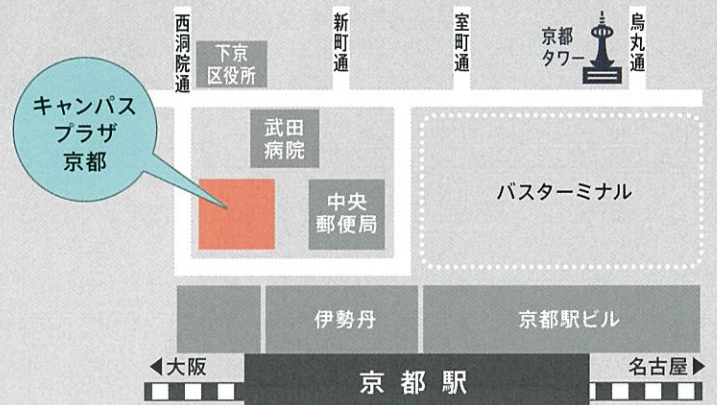 西洞院通
新町通
室町通
烏丸通
京都
タワー
下京
区役所
キャンパス
プラザ
京都
武田
病院
中央
郵便局
バスターミナル
伊勢丹
京都駅ビル
◀大阪
名古屋▶
京都駅